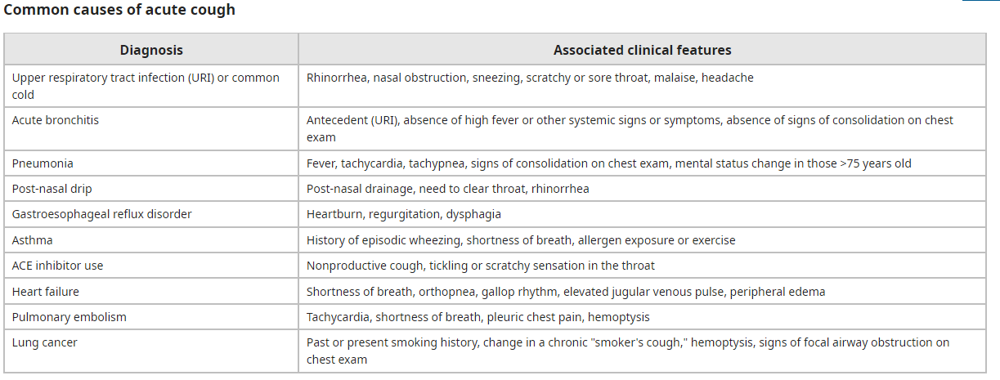 Common causes of acute cough
Diagnosis
Associated clinical features
Upper respiratory tract infection (URI) or common
cold
Rhinorrhea, nasal obstruction, sneezing, scratchy or sore throat, malaise, headache
Acute bronchitis
Antecedent (URI), absence of high fever or other systemic signs or symptoms, absence of signs of consolidation on chest
exam
Pneumonia
Fever, tachycardia, tachypnea, signs of consolidation on chest exam, mental status change in those >75 years old
Post-nasal drip
Post-nasal drainage, need to clear throat, rhinorrhea
Gastroesophageal reflux disorder
Heartburn, regurgitation, dysphagia
Asthma
History of episodic wheezing, shortness of breath, allergen exposure or exercise
ACE inhibitor use
Nonproductive cough, tickling or scratchy sensation in the throat
Heart failure
Shortness of breath, orthopnea, gallop rhythm, elevated jugular venous pulse, peripheral edema
Pulmonary embolism
Tachycardia, shortness of breath, pleuric chest pain, hemoptysis
Lung cancer
Past or present smoking history, change in a chronic "smoker's cough," hemoptysis, signs of focal airway obstruction on
chest exam